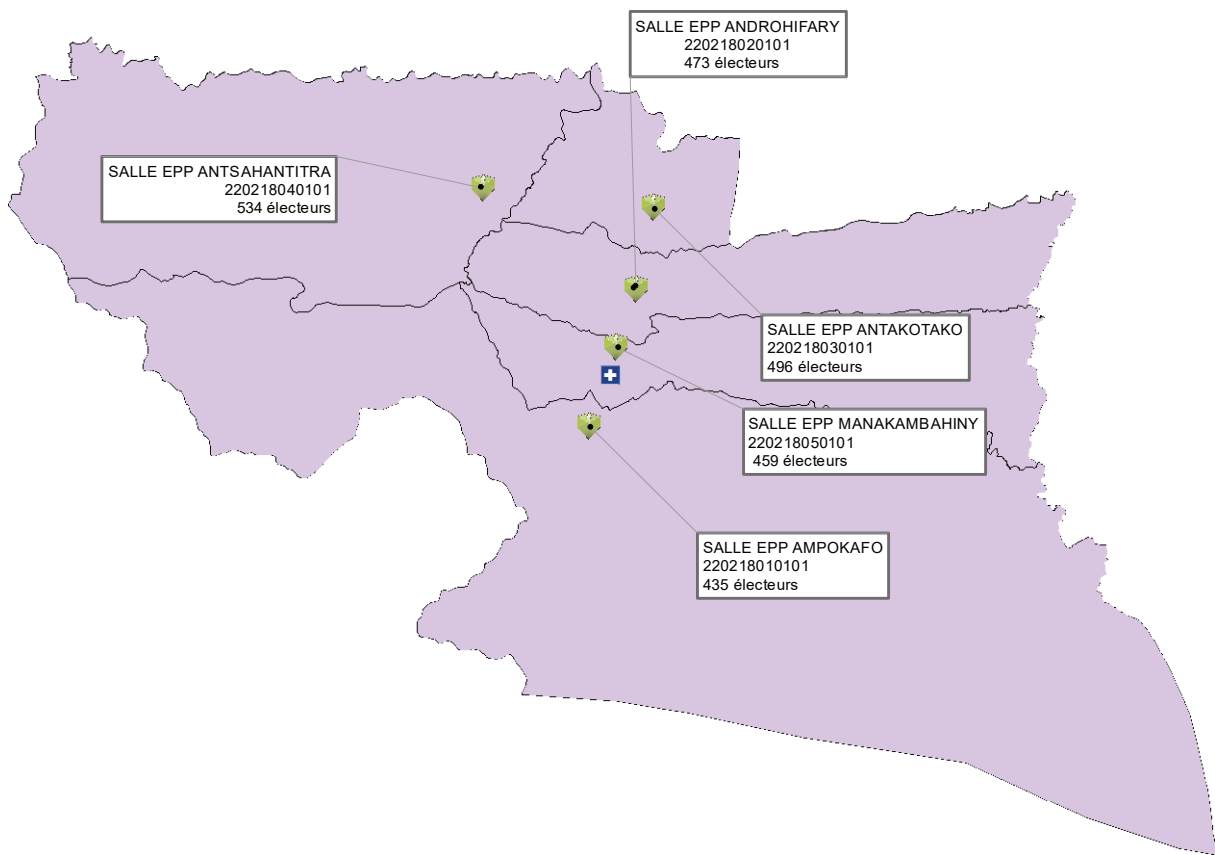 SALLE EPP ANDROHIFARY
220218020101
473 électeurs
SALLE EPP ANTSAHANTITRA
220218040101
534 électeurs
SALLE EPP ANTAKOTAKO
220218030101
496 électeurs
SALLE EPP MANAKAMBAHINY
220218050101
459 électeurs
SALLE EPP AMPOKAFO
220218010101
435 électeurs